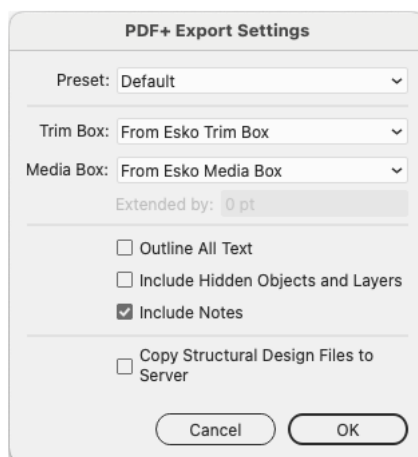 PDF+ Export Settings
Preset: Default
Trim Box: From Esko Trim Box
Media Box: From Esko Media Box
Extended by: 0 pt
Outline All Text
Include Hidden Objects and Layers
Include Notes
Copy Structural Design Files to
Server
Cancel OK